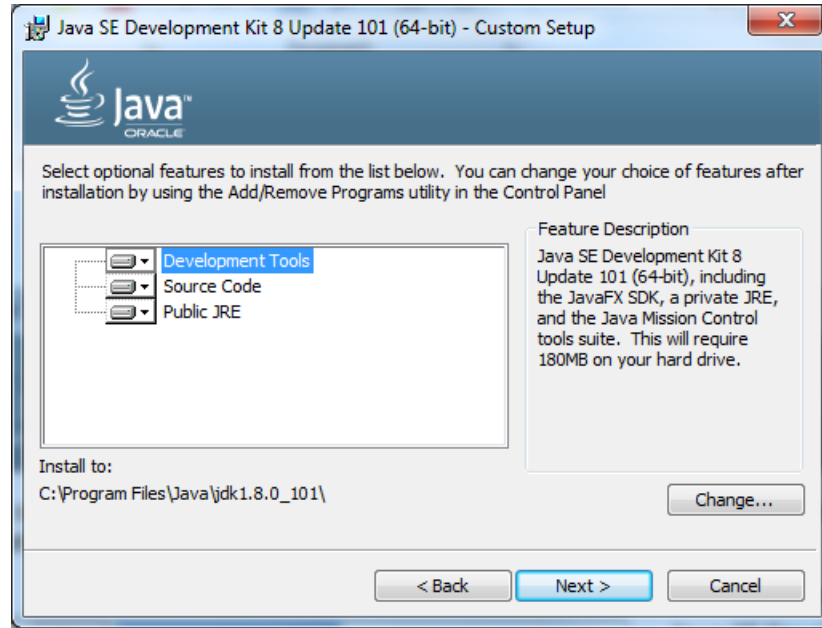 Java SE Development Kit 8 Update 101 (64-bit) - Custom Setup
Java™
ORACLE
Select optional features to install from the list below.  You can change your choice of features after
installation by using the Add/Remove Programs utility in the Control Panel
Development Tools
Source Code
Public JRE
Feature Description
Java SE Development Kit 8
Update 101 (64-bit), including
the JavaFX SDK, a private JRE,
and the Java Mission Control
tools suite.  This will require
180MB on your hard drive.
Install to:
C:\Program Files\Java\jdk1.8.0_101\
Change...
< Back
Next >
Cancel